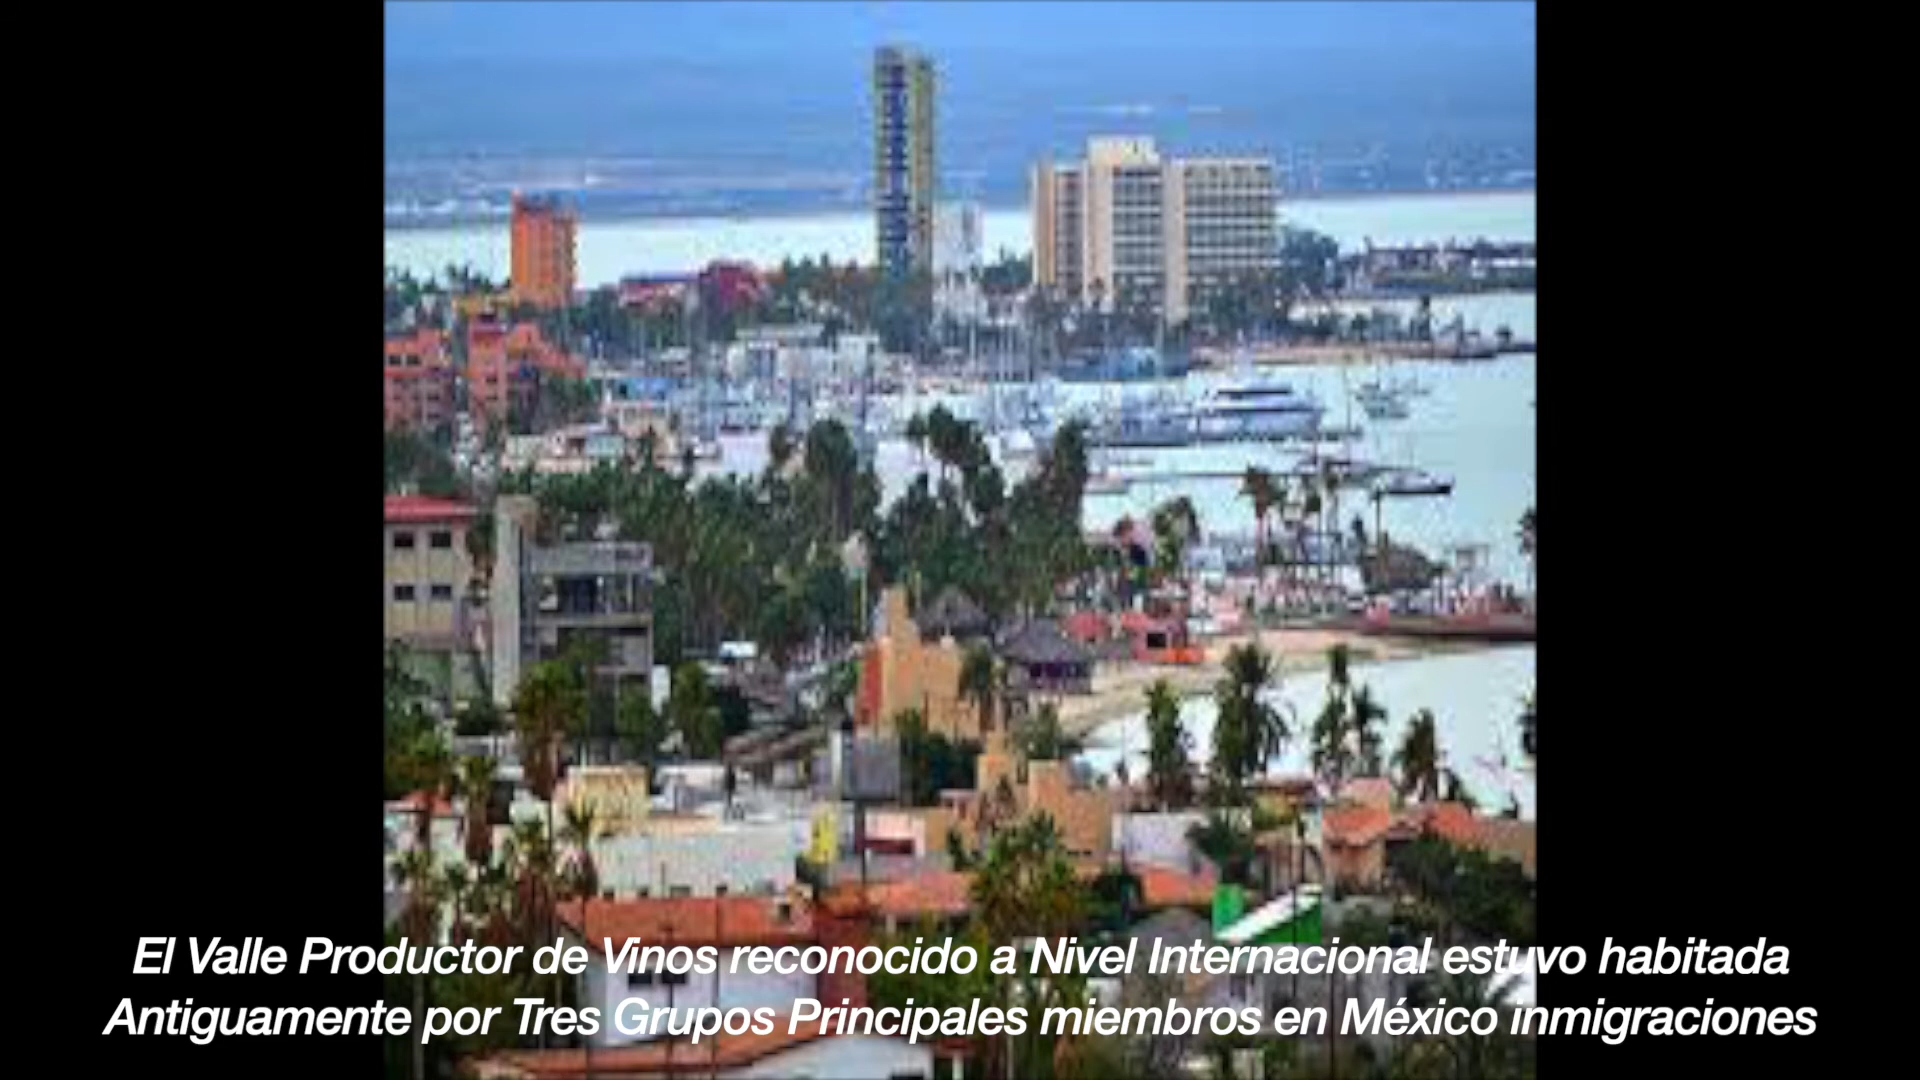 El Valle Productor de Vinos reconocido a Nivel Internacional estuvo habitada
Antiguamente por Tres Grupos Principales miembros en México inmigraciones